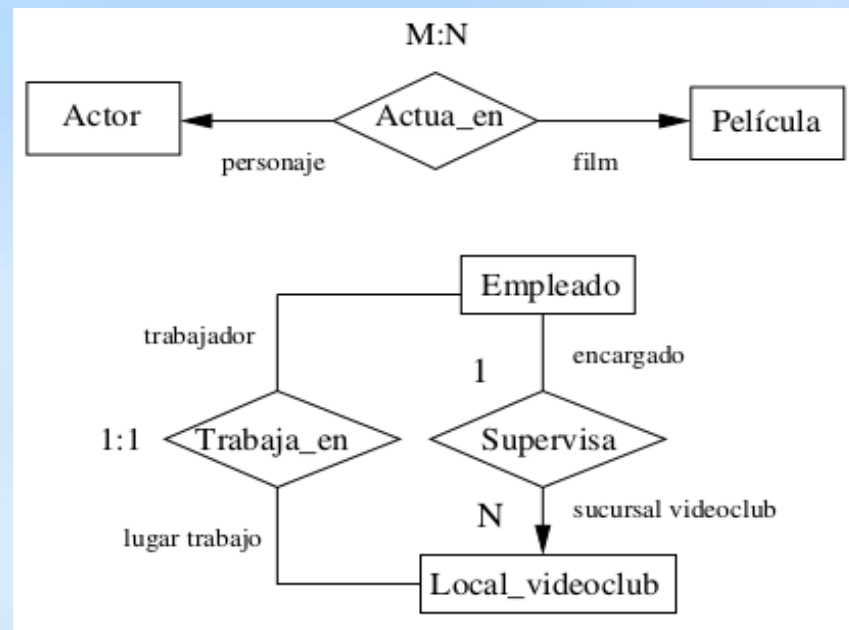 M:N
Actor
Actua_en
Película
personaje
film
Empleado
trabajador
encargado
1
1:1
Trabaja_en
Supervisa
N
sucursal videoclub
lugar trabajo
Local_videoclub